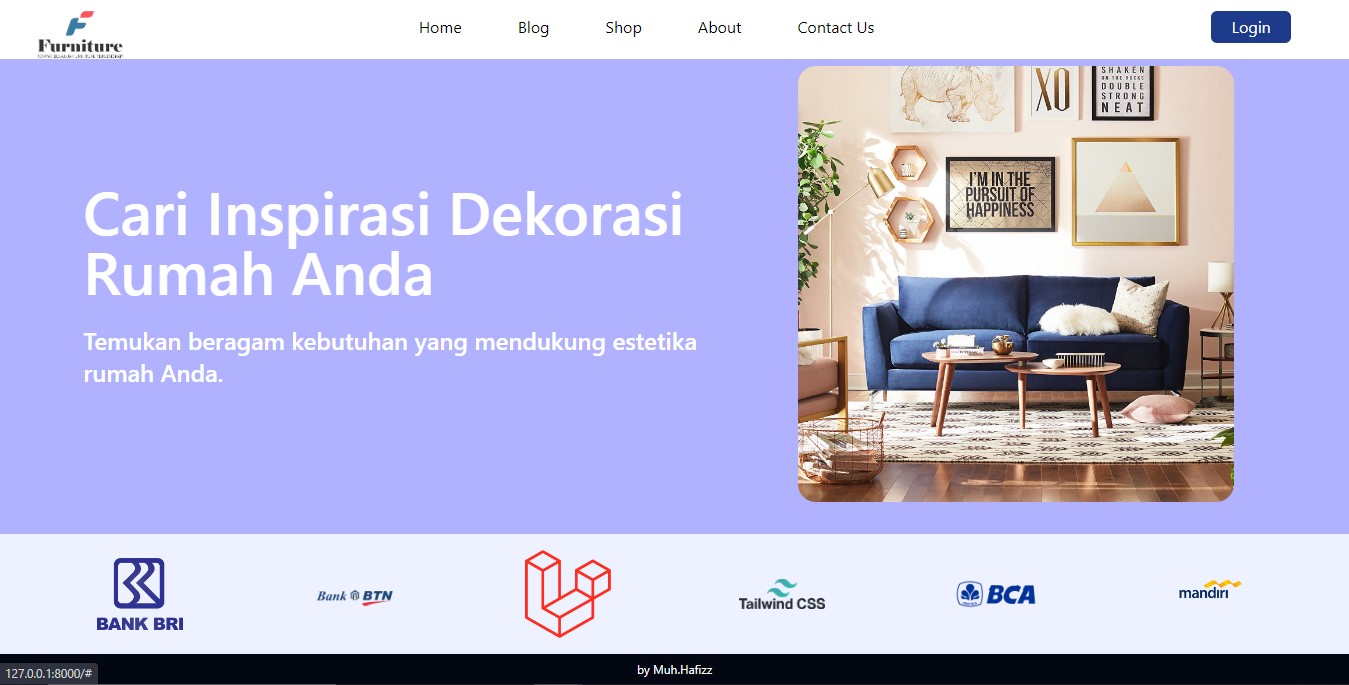 Furniture
Home
Blog
Shop
About
Contact Us
Login
SHAKEN
ON THE ROCKS
DOUBLE
STRONG
NEAT
XO
I'M IN THE
PURSUIT OF
HAPPINESS
Cari Inspirasi Dekorasi
Rumah Anda
Temukan beragam kebutuhan yang mendukung estetika
rumah Anda.
BANK BRI
Bank BTN
Tailwind CSS
BCA
mandiri
by Muh.Hafizz
127.0.0.1:8000/#